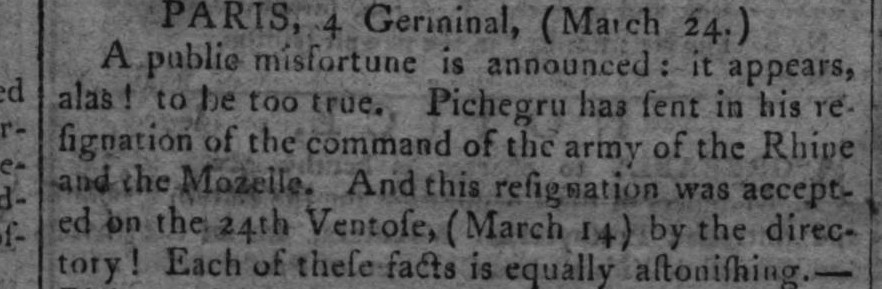 PARIS, 4 Germinal, (March 24.)
A public misfortune is announced: it appears,
alas! to be too true. Pichegru has ſent in his re-
ſignation of the command of the army of the Rhine
and the Mozelle. And this reſignation was accept-
ed on the 24th Ventoſe, (March 14) by the direc-
tory! Each of theſe facts is equally aſtoniſhing.—